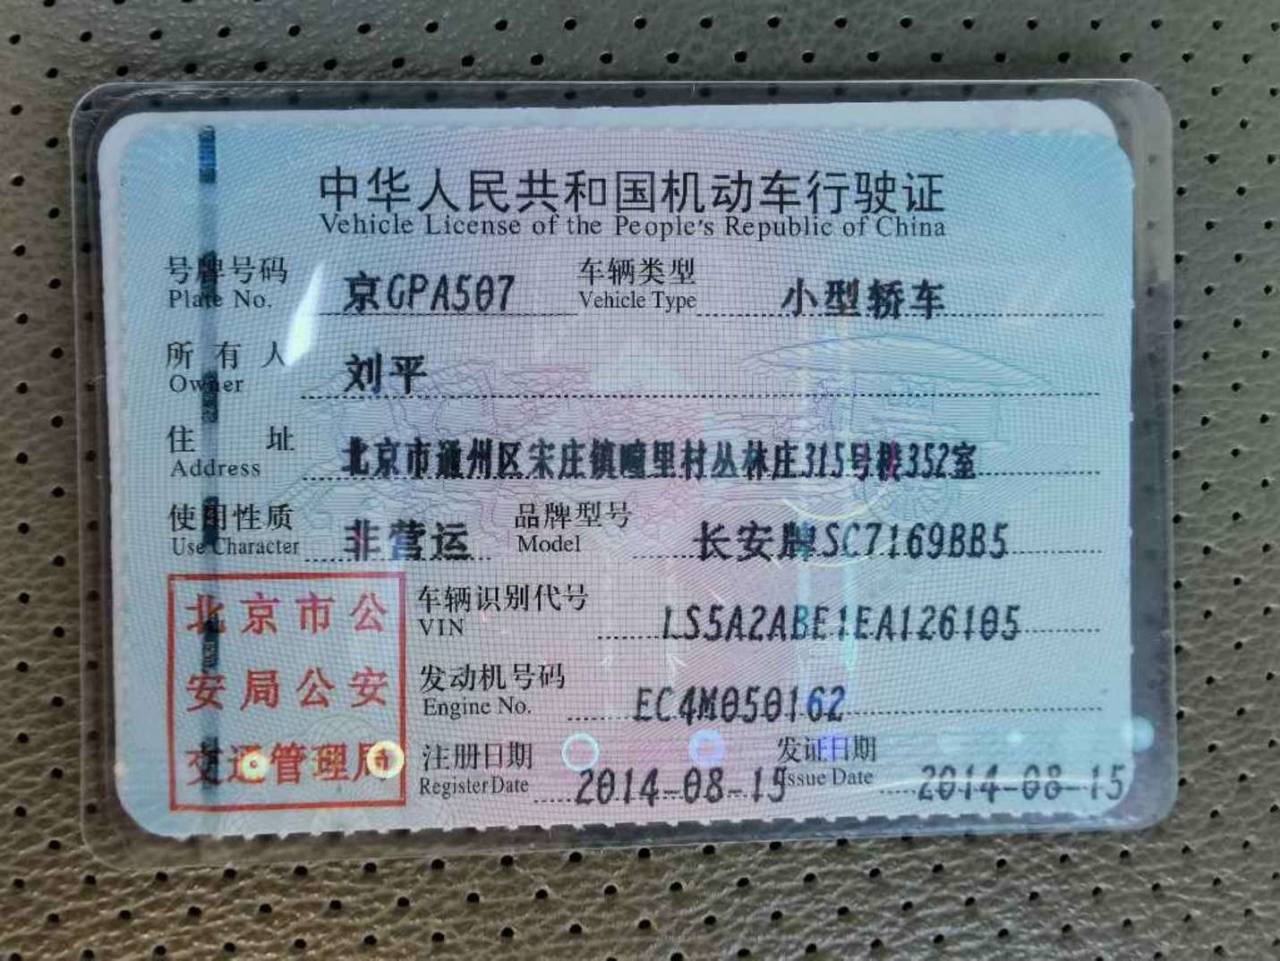 中华人民共和国机动车行驶证
Vehicle License of the People's Republic of China
号牌号码 京GPA507 车辆类型 小型轿车
Plate No. Vehicle Type
所有人 刘平
Owner
住址 北京市通州区宋庄镇疃里村丛林庄315号楼352室
Address
使用性质 非营运 品牌型号 长安牌SC7169BB5
Use Character Model
北京市公
安局公安
交通管理局
车辆识别代号 LS5A2ABE1EA126105
VIN
发动机号码 EC4M050162
Engine No.
注册日期 2014-08-15 发证日期 2014-08-15
Register Date Issue Date